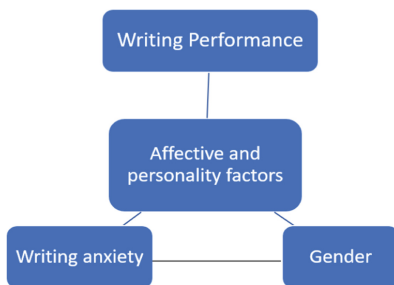 Writing Performance
Affective and
personality factors
Writing anxiety
Gender